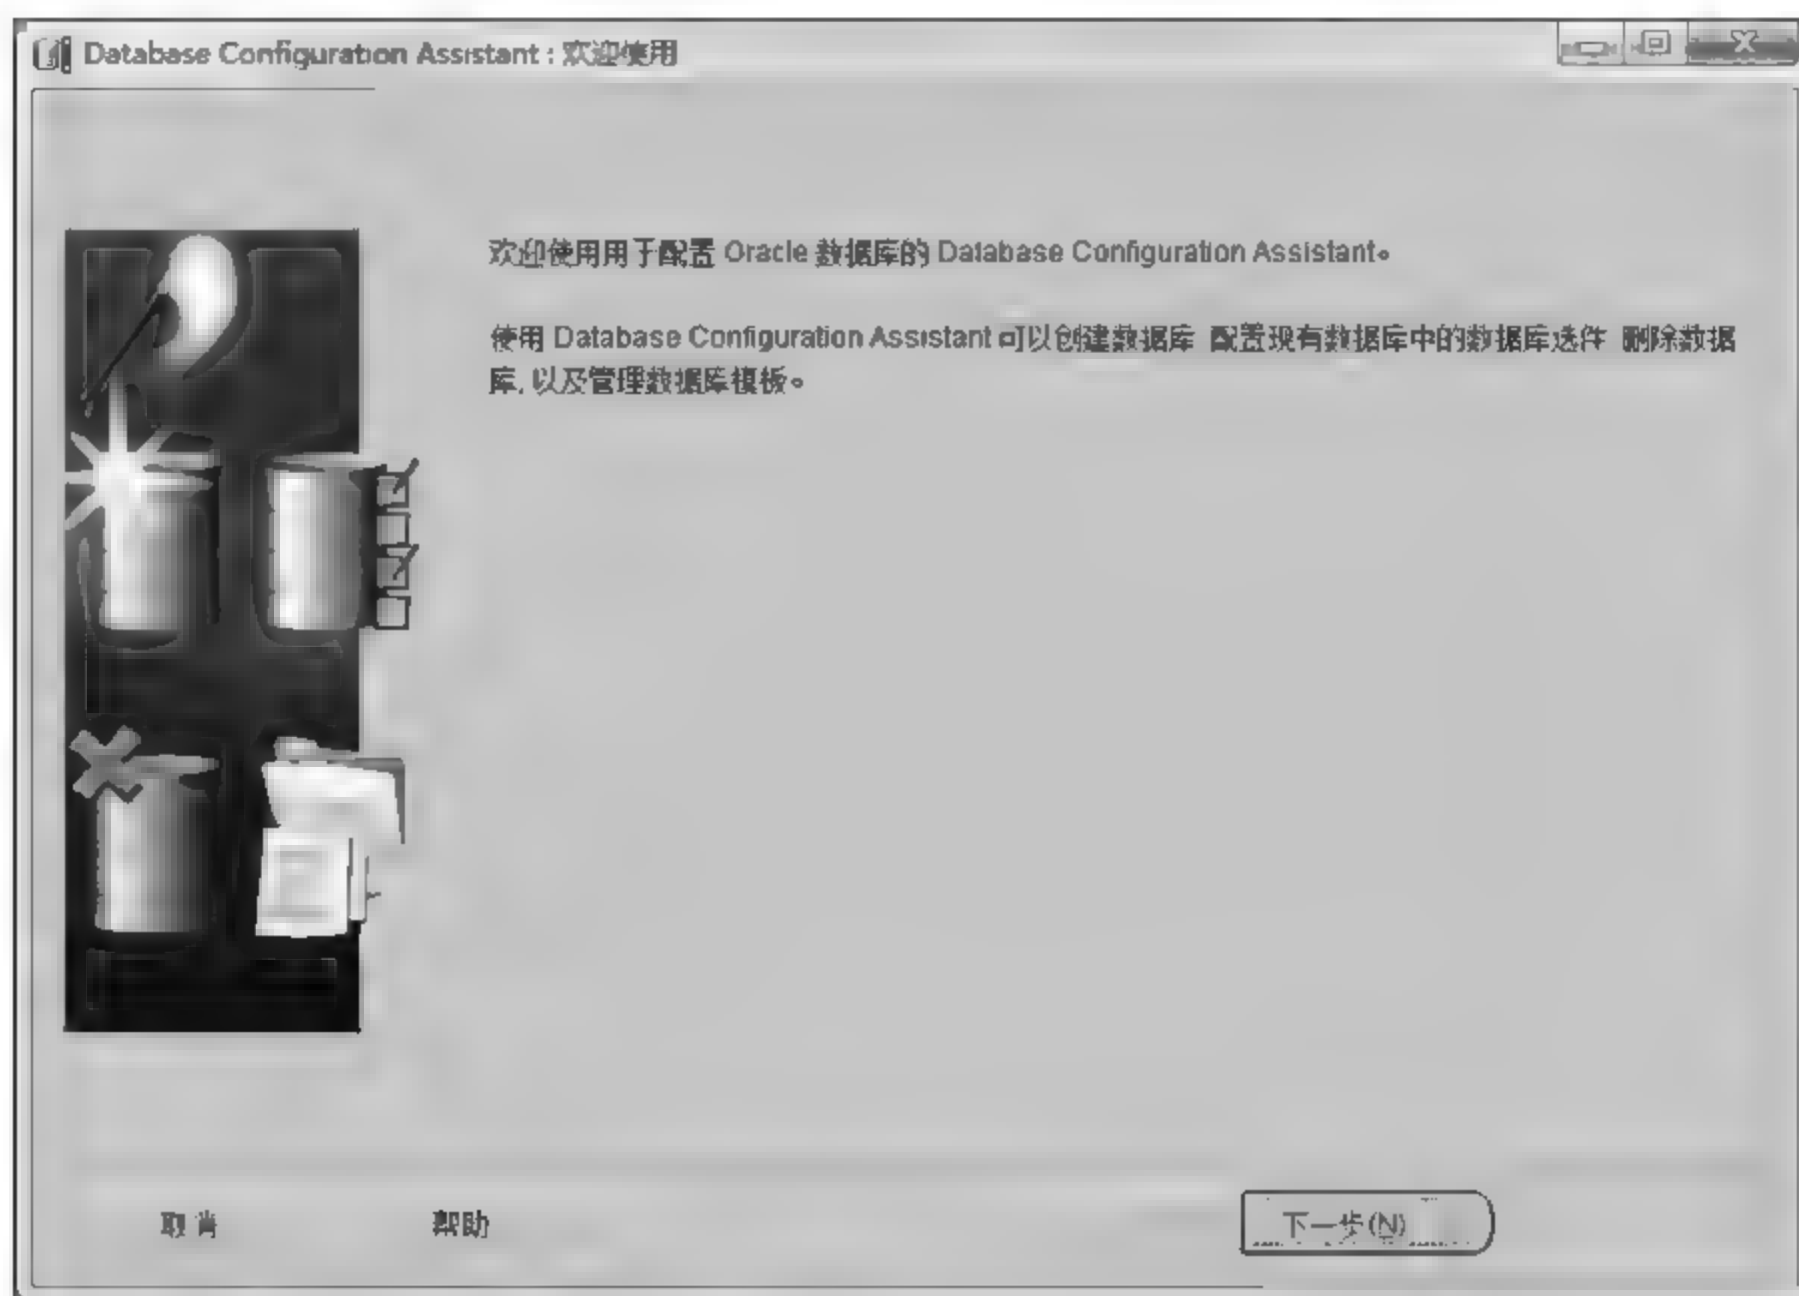 Database Configuration Assistant : 欢迎使用
欢迎使用用于配置 Oracle 数据库的 Database Configuration Assistant。
使用 Database Configuration Assistant 可以创建数据库 配置现有数据库中的数据库选件 删除数据
库, 以及管理数据库模板。
取消 帮助 下一步(N)